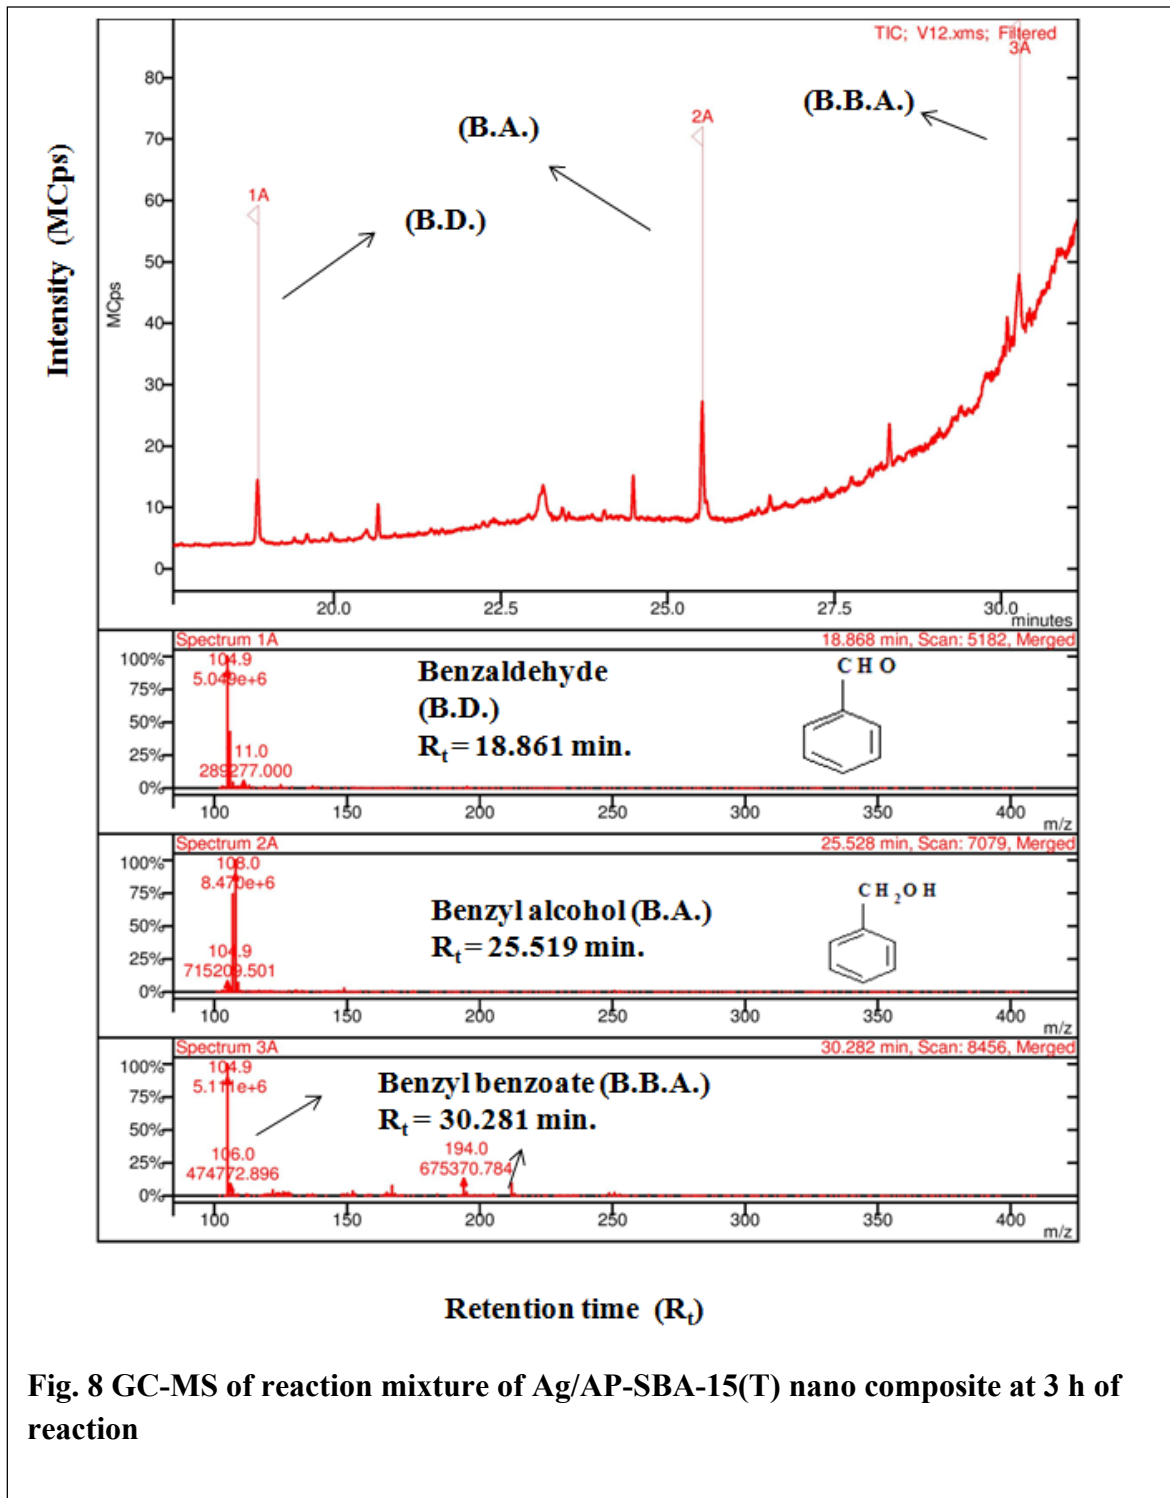 TIC; V12.xms; Filtered
3A
(B.B.A.)
2A
(B.A.)
1A
(B.D.)
Intensity (MCps)
MCps
80
70
60
50
40
30
20
10
0
20.0 22.5 25.0 27.5 30.0
minutes
Spectrum 1A 18.868 min, Scan: 5182, Merged
100%
75%
50%
25%
0%
104.9
5.049e+6
11.0
289277.000
Benzaldehyde
(B.D.)
Rt = 18.861 min.
CHO
100 150 200 250 300 350 400
m/z
Spectrum 2A 25.528 min, Scan: 7079, Merged
100%
75%
50%
25%
0%
108.0
8.470e+6
104.9
715209.501
Benzyl alcohol (B.A.)
Rt = 25.519 min.
CH2OH
100 150 200 250 300 350 400
m/z
Spectrum 3A 30.282 min, Scan: 8456, Merged
100%
75%
50%
25%
0%
104.9
5.111e+6
106.0
474772.896
Benzyl benzoate (B.B.A.)
Rt = 30.281 min.
194.0
675370.784
100 150 200 250 300 350 400
m/z
Retention time (Rt)
Fig. 8 GC-MS of reaction mixture of Ag/AP-SBA-15(T) nano composite at 3 h of
reaction